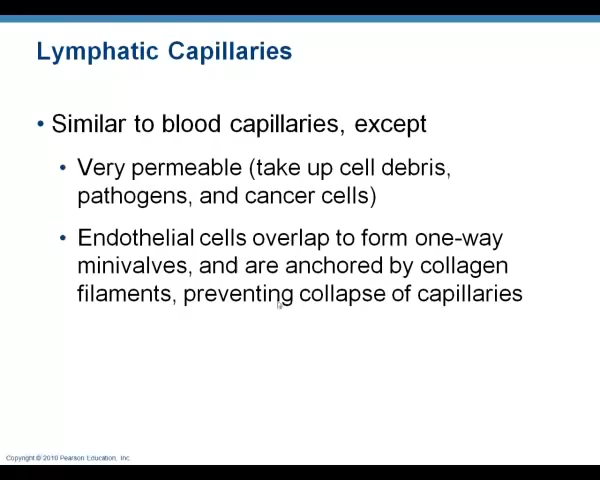 Lymphatic Capillaries
• Similar to blood capillaries, except
• Very permeable (take up cell debris,
pathogens, and cancer cells)
• Endothelial cells overlap to form one-way
minivalves, and are anchored by collagen
filaments, preventing collapse of capillaries
Copyright © 2010 Pearson Education, Inc.